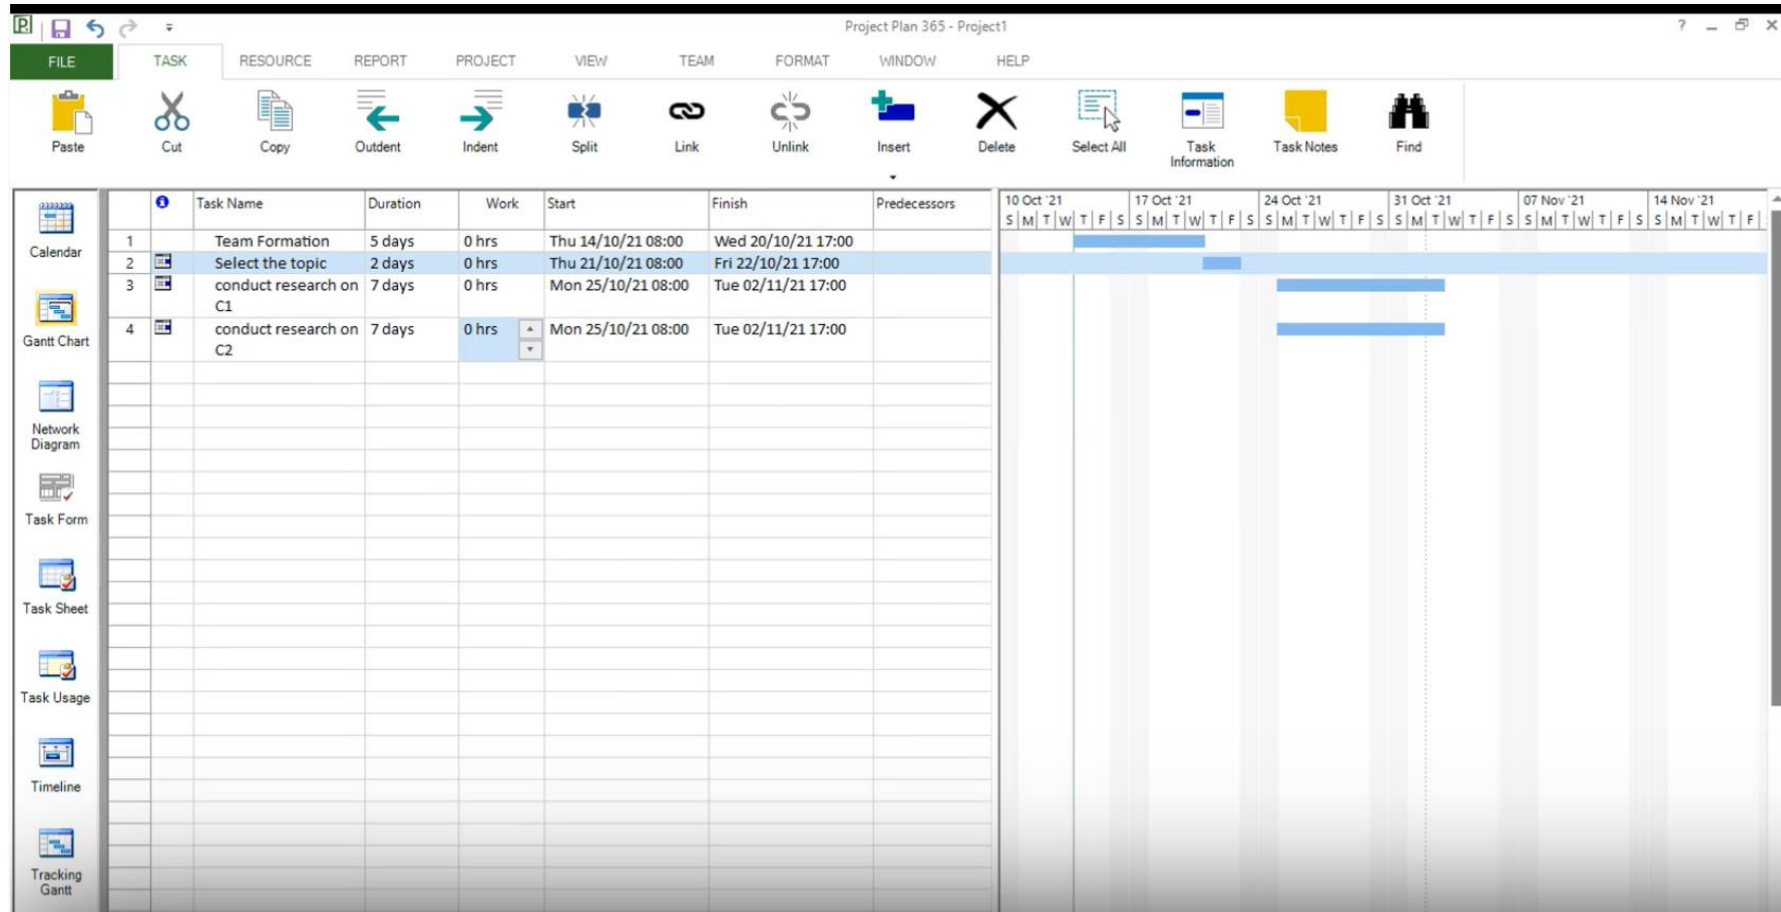 Project Plan 365 - Project1
FILE TASK RESOURCE REPORT PROJECT VIEW TEAM FORMAT WINDOW HELP
Paste Cut Copy Outdent Indent Split Link Unlink Insert Delete Select All Task Information Task Notes Find
Task Name Duration Work Start Finish Predecessors
10 Oct '21 17 Oct '21 24 Oct '21 31 Oct '21 07 Nov '21 14 Nov '21
S M T W T F S S M T W T F S S M T W T F S S M T W T F S S M T W T F S S M T W T F
1 Team Formation 5 days 0 hrs Thu 14/10/21 08:00 Wed 20/10/21 17:00
2 Select the topic 2 days 0 hrs Thu 21/10/21 08:00 Fri 22/10/21 17:00
3 conduct research on 7 days 0 hrs Mon 25/10/21 08:00 Tue 02/11/21 17:00
C1
4 conduct research on 7 days 0 hrs Mon 25/10/21 08:00 Tue 02/11/21 17:00
C2
Calendar
Gantt Chart
Network
Diagram
Task Form
Task Sheet
Task Usage
Timeline
Tracking
Gantt